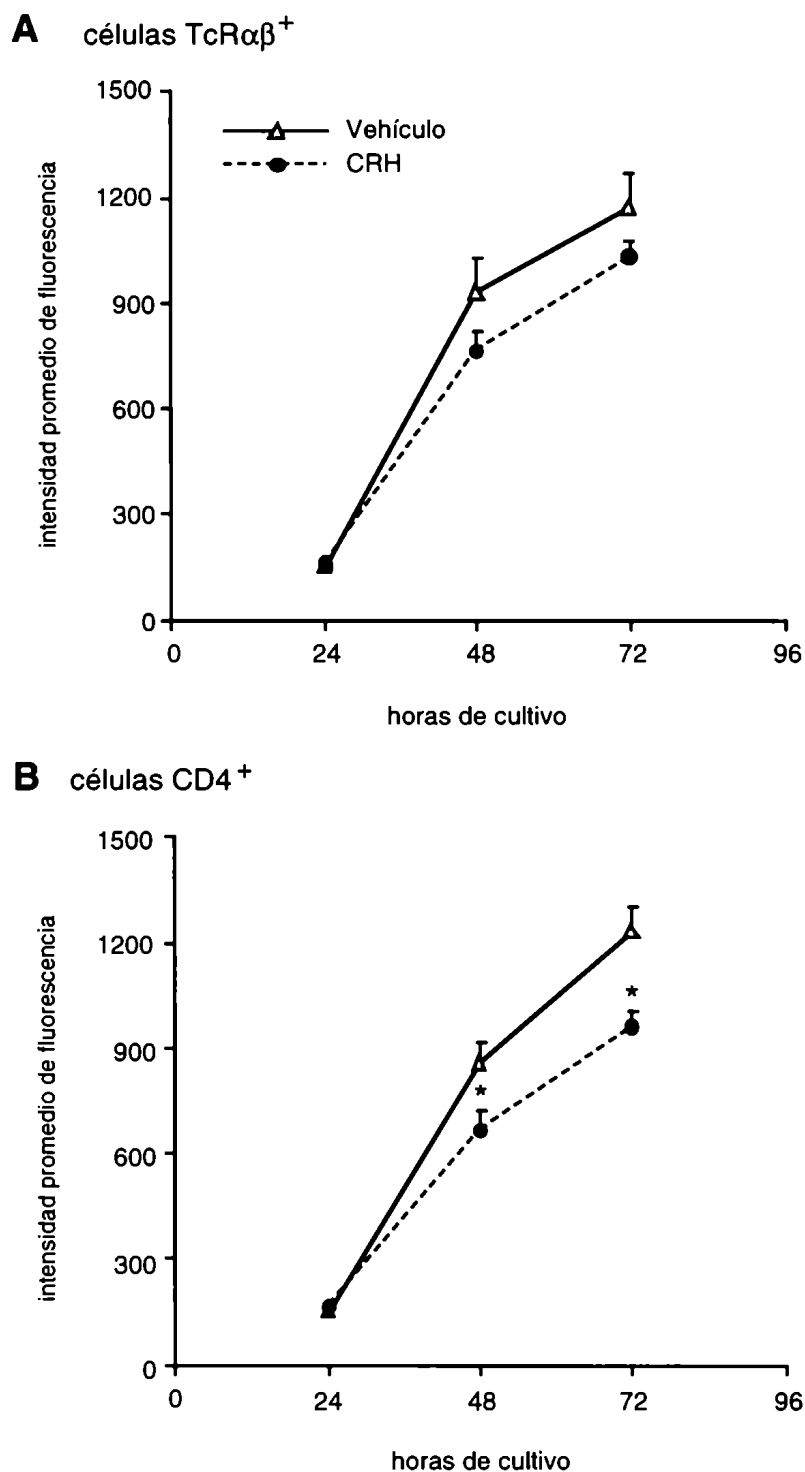 A células TcRαβ+
1500
1200
900
600
300
0
intensidad promedio de fluorescencia
Vehículo
CRH
0 24 48 72 96
horas de cultivo
B células CD4+
1500
1200
900
600
300
0
intensidad promedio de fluorescencia
*
*
0 24 48 72 96
horas de cultivo